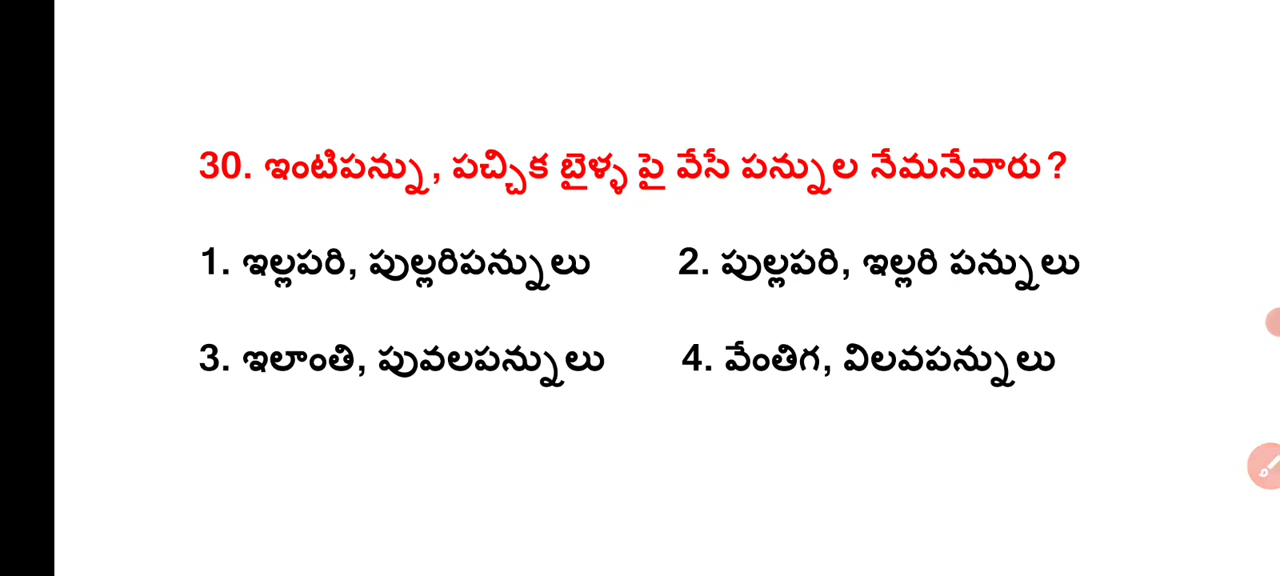 30. ఇంటిపన్ను, పచ్చిక బైళ్ళ పై వేసే పన్నుల నేమనేవారు?
1. ఇల్లపరి, పుల్లరిపన్నులు 2. పుల్లపరి, ఇల్లరి పన్నులు
3. ఇలాంతి, పువలపన్నులు 4. వేంతిగ, విలవపన్నులు